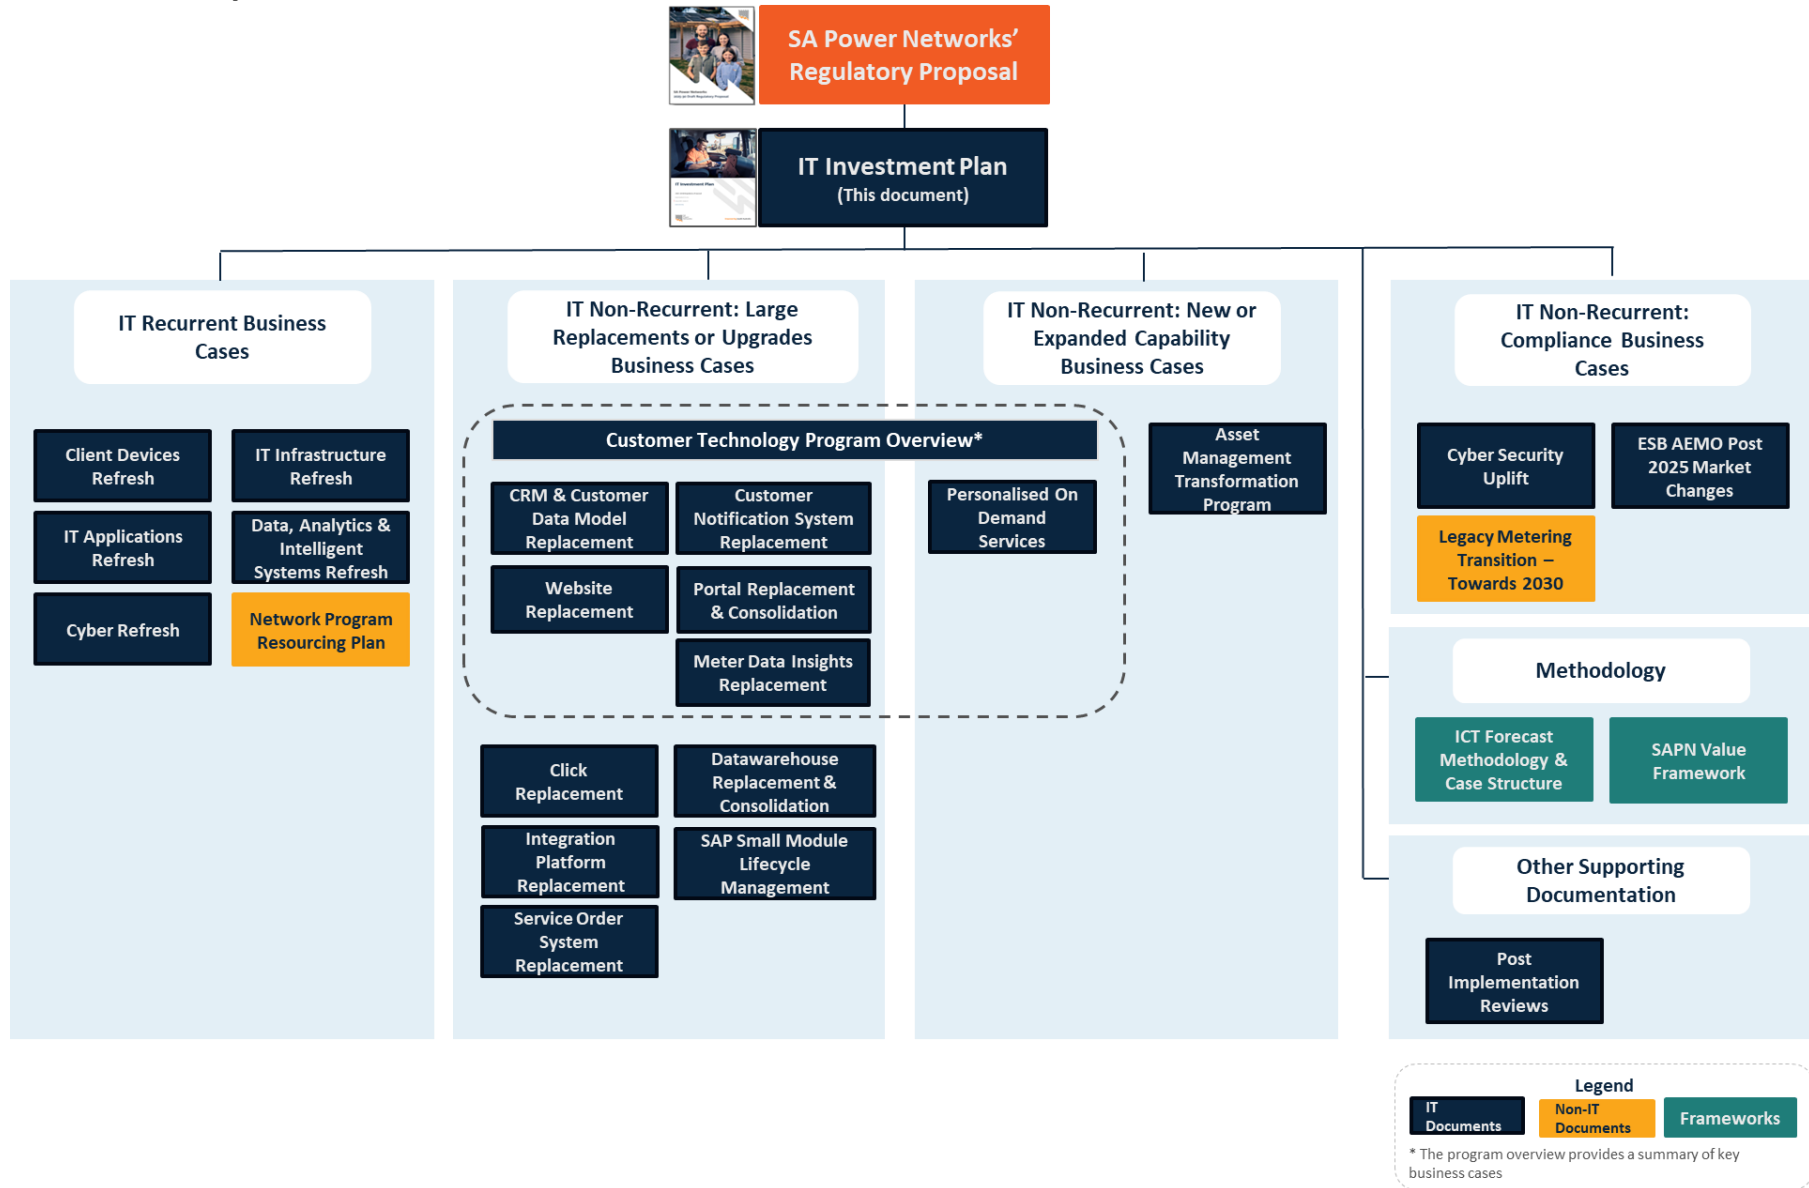 SA Power Networks’
Regulatory Proposal
IT Investment Plan
IT Investment Plan
(This document)
IT Recurrent Business
Cases
Client Devices
Refresh
IT Infrastructure
Refresh
IT Applications
Refresh
Data, Analytics &
Intelligent
Systems Refresh
Cyber Refresh
Network Program
Resourcing Plan
IT Non-Recurrent: Large
Replacements or Upgrades
Business Cases
IT Non-Recurrent: New or
Expanded Capability
Business Cases
Customer Technology Program Overview*
CRM & Customer
Data Model
Replacement
Customer
Notification System
Replacement
Website
Replacement
Portal Replacement
& Consolidation
Meter Data Insights
Replacement
Personalised On
Demand
Services
Asset
Management
Transformation
Program
Click
Replacement
Datawarehouse
Replacement &
Consolidation
Integration
Platform
Replacement
SAP Small Module
Lifecycle
Management
Service Order
System
Replacement
IT Non-Recurrent:
Compliance Business
Cases
Cyber Security
Uplift
ESB AEMO Post
2025 Market
Changes
Legacy Metering
Transition –
Towards 2030
Methodology
ICT Forecast
Methodology &
Case Structure
SAPN Value
Framework
Other Supporting
Documentation
Post
Implementation
Reviews
Legend
IT
Documents
Non-IT
Documents
Frameworks
* The program overview provides a summary of key
business cases